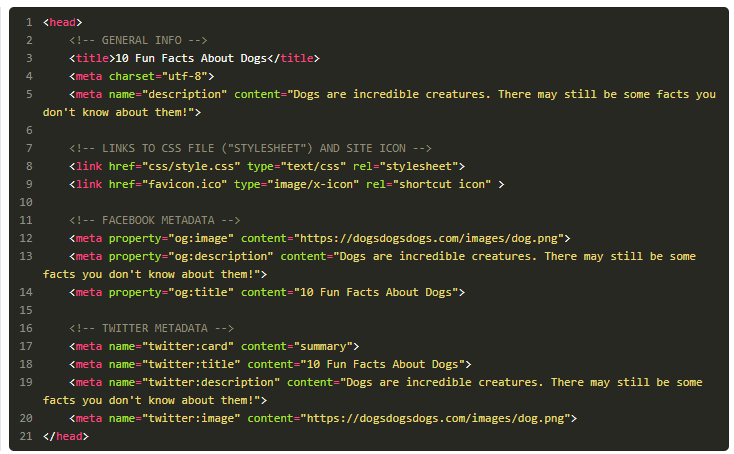 1 <head>
2 <!-- GENERAL INFO -->
3 <title>10 Fun Facts About Dogs</title>
4 <meta charset="utf-8">
5 <meta name="description" content="Dogs are incredible creatures. There may still be some facts you
don't know about them!">
6
7 <!-- LINKS TO CSS FILE ("STYLESHEET") AND SITE ICON -->
8 <link href="css/style.css" type="text/css" rel="stylesheet">
9 <link href="favicon.ico" type="image/x-icon" rel="shortcut icon" >
10
11 <!-- FACEBOOK METADATA -->
12 <meta property="og:image" content="https://dogsdogsdogs.com/images/dog.png">
13 <meta property="og:description" content="Dogs are incredible creatures. There may still be some
facts you don't know about them!">
14 <meta property="og:title" content="10 Fun Facts About Dogs">
15
16 <!-- TWITTER METADATA -->
17 <meta name="twitter:card" content="summary">
18 <meta name="twitter:title" content="10 Fun Facts About Dogs">
19 <meta name="twitter:description" content="Dogs are incredible creatures. There may still be some
facts you don't know about them!">
20 <meta name="twitter:image" content="https://dogsdogsdogs.com/images/dog.png">
21 </head>